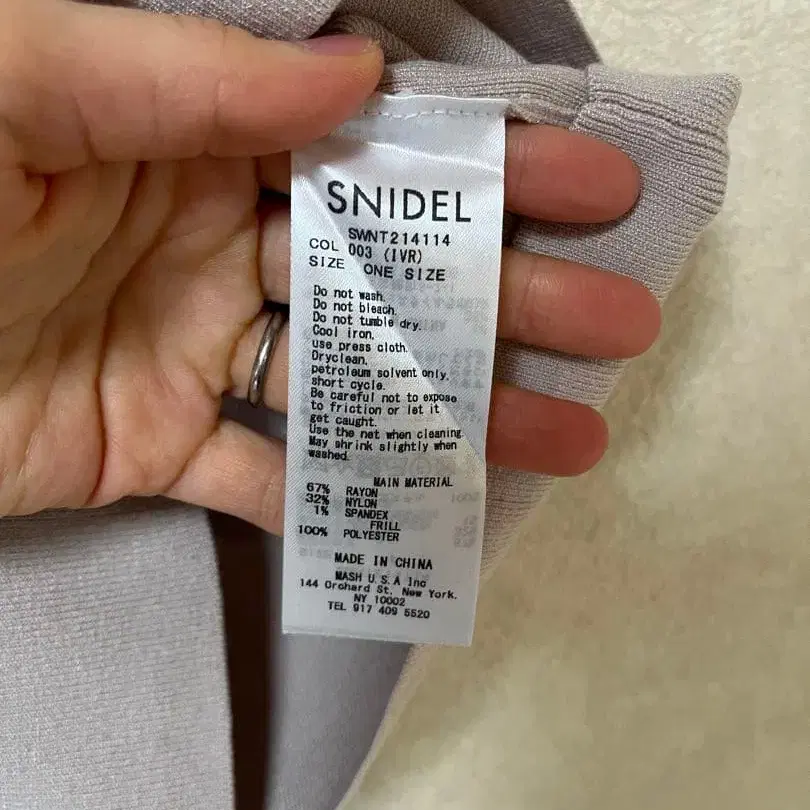 SNIDEL
SWNT214114
COL 003 (IVR)
SIZE ONE SIZE
Do not wash.
Do not bleach.
Do not tumble dry.
Cool iron.
use press cloth.
Dryclean.
petroleum solvent only.
short cycle.
Be careful not to expose
to friction or let it
get caught.
Use the net when cleaning.
May shrink slightly when
washed.
MAIN MATERIAL
67% RAYON
32% NYLON
1% SPANDEX
FRILL
100% POLYESTER
MADE IN CHINA
MASH U.S.A Inc
144 Orchard St. New York.
NY 10002
TEL 917 409 5520